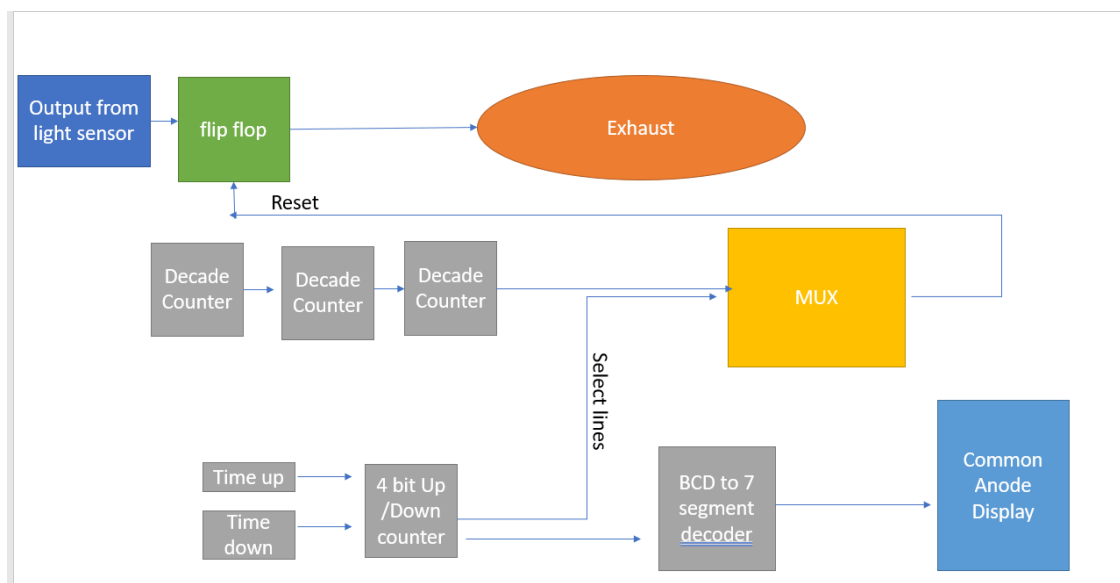 Output from
light sensor
flip flop
Exhaust
Reset
Decade
Counter
Decade
Counter
Decade
Counter
MUX
Select lines
Time up
Time
down
4 bit Up
/Down
counter
BCD to 7
segment
decoder
Common
Anode
Display